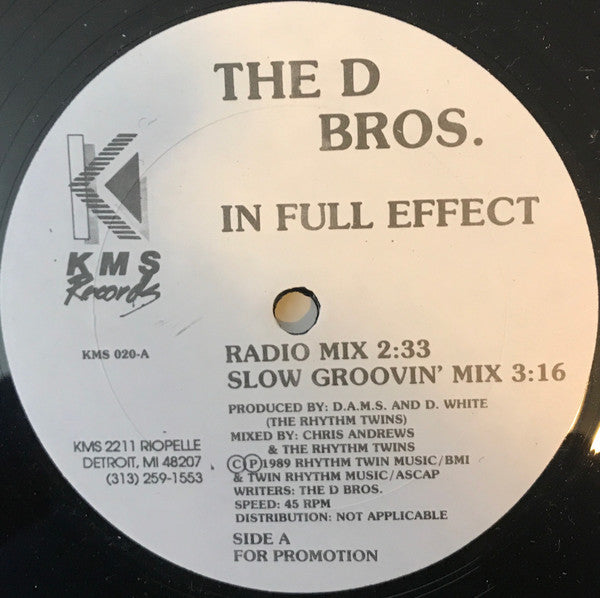 THE D
BROS.
IN FULL EFFECT
K
KMS
Records
KMS 020-A
RADIO MIX 2:33
SLOW GROOVIN' MIX 3:16
PRODUCED BY: D.A.M.S. AND D. WHITE
(THE RHYTHM TWINS)
MIXED BY: CHRIS ANDREWS
& THE RHYTHM TWINS
KMS 2211 RIOPELLE
DETROIT, MI 48207
(313) 259-1553
ⒸⓅ1989 RHYTHM TWIN MUSIC/BMI
& TWIN RHYTHM MUSIC/ASCAP
WRITERS: THE D BROS.
SPEED: 45 RPM
DISTRIBUTION: NOT APPLICABLE
SIDE A
FOR PROMOTION